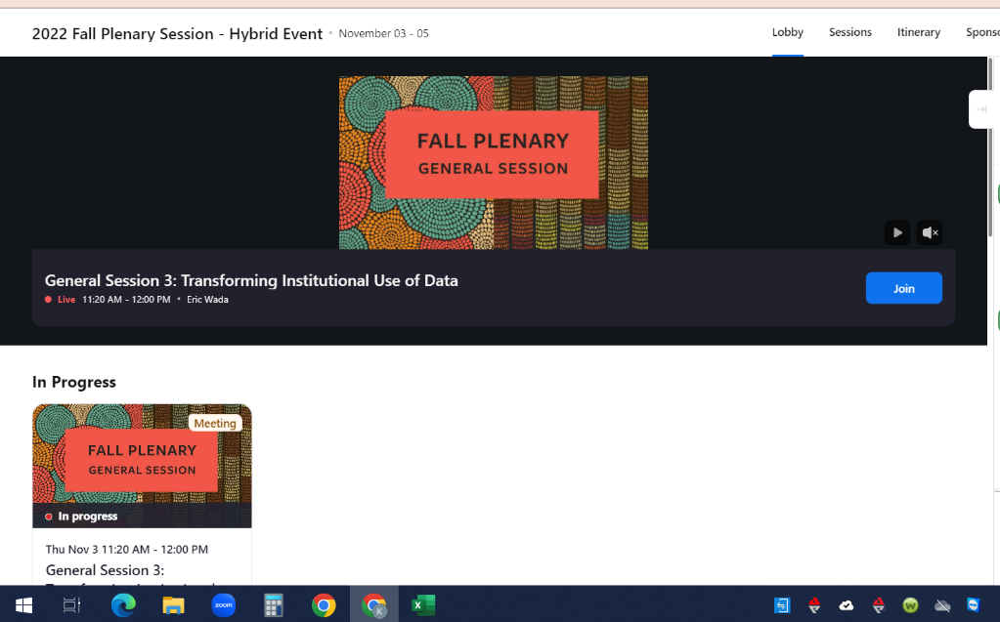 2022 Fall Plenary Session - Hybrid Event • November 03 - 05
Lobby Sessions Itinerary
FALL PLENARY
GENERAL SESSION
General Session 3: Transforming Institutional Use of Data
Live 11:20 AM - 12:00 PM • Eric Wada
Join
In Progress
Meeting
FALL PLENARY
GENERAL SESSION
In progress
Thu Nov 3 11:20 AM - 12:00 PM
General Session 3:
zoom
K
X
W